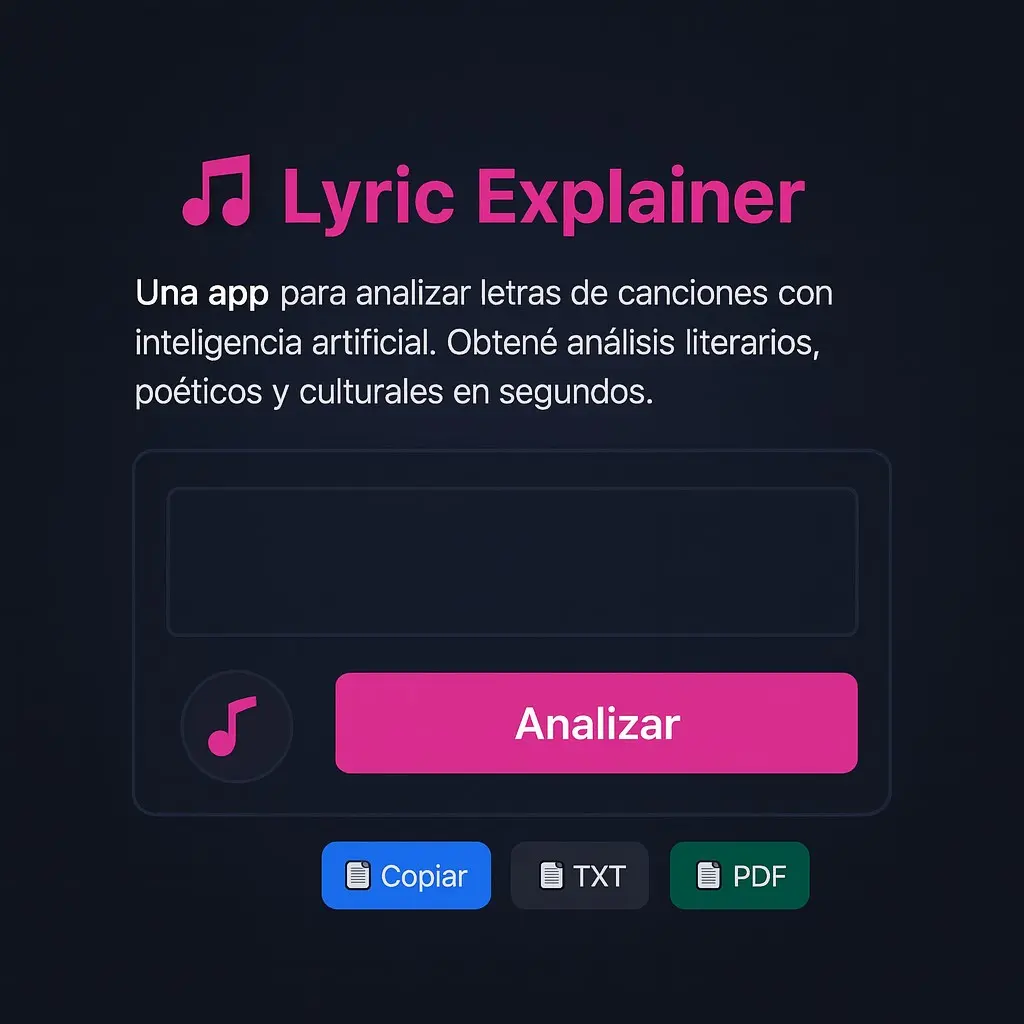 Lyric Explainer
Una app para analizar letras de canciones con
inteligencia artificial. Obtené análisis literarios,
poéticos y culturales en segundos.
Analizar
Copiar
TXT
PDF